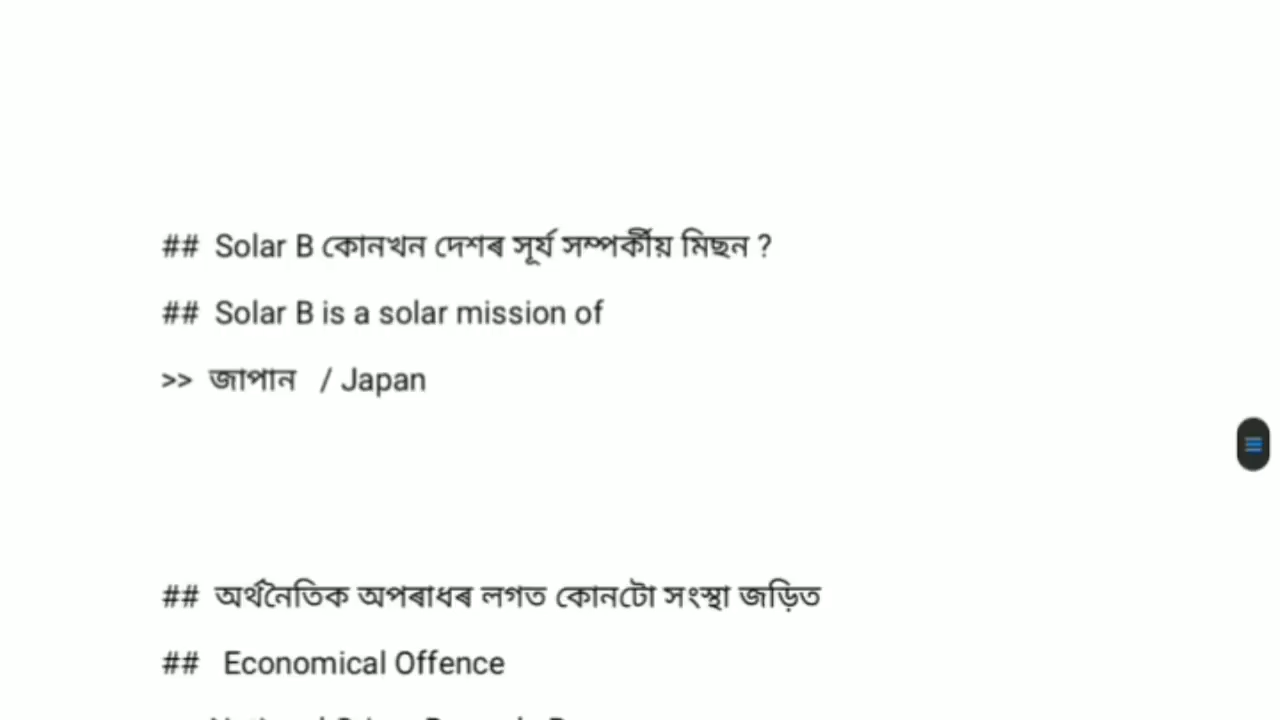 ## Solar B কোনখন দেশৰ সূৰ্য সম্পৰ্কীয় মিছন ?
## Solar B is a solar mission of
>> জাপান / Japan
## অৰ্থনৈতিক অপৰাধৰ লগত কোনটো সংস্থা জড়িত
## Economical Offence